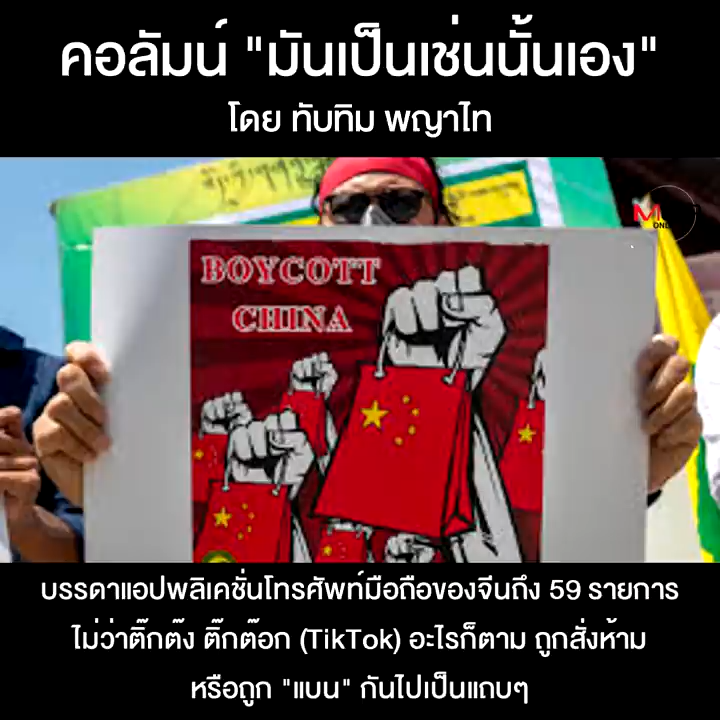 คอลัมน์ "มันเป็นเช่นนั้นเอง"
โดย ทับทิม พญาไท
BOYCOTT
CHINA
บรรดาแอปพลิเคชั่นโทรศัพท์มือถือของจีนถึง 59 รายการ
ไม่ว่าติ๊กต๊ง ติ๊กต๊อก (TikTok) อะไรก็ตาม ถูกสั่งห้าม
หรือถูก "แบน" กันไปเป็นแถบๆ